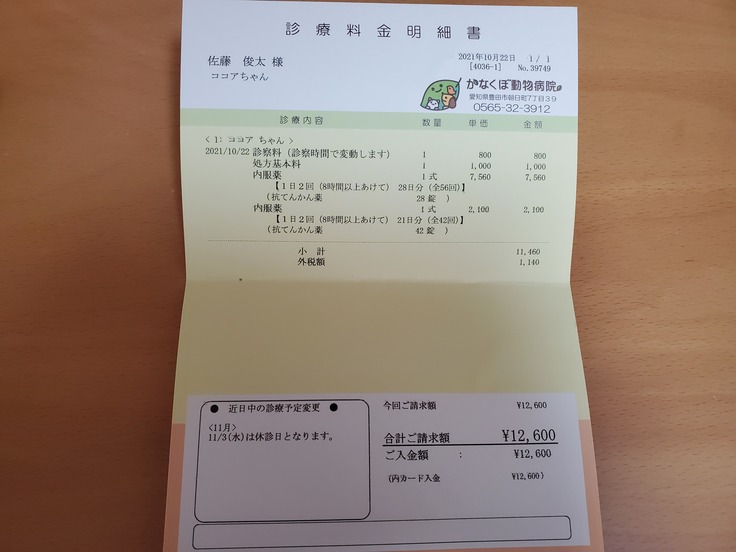 診療料金明細書
佐藤 俊太 様
ココアちゃん
2021年10月22日 1 / 1
[4036-1] No.39749
かなくぼ動物病院
愛知県豊田市朝日町7丁目39
0565-32-3912
診療内容 数量 単価 金額
< 1: ココア ちゃん >
2021/10/22 診察料（診察時間で変動します） 1 800 800
処方基本料 1 1,000 1,000
内服薬 1 式 7,560 7,560
【１日２回（8時間以上あけて） 28日分（全56回）】
（抗てんかん薬 28 錠 ）
内服薬 1 式 2,100 2,100
【１日２回（8時間以上あけて） 21日分（全42回）】
（抗てんかん薬 42 錠 ）
小 計 11,460
外税額 1,140
● 近日中の診療予定変更 ●
<11月>
11/3(水)は休診日となります。
今回ご請求額 ¥12,600
合計ご請求額 ¥12,600
ご入金額 : ¥12,600
(内カード入金 ¥12,600)